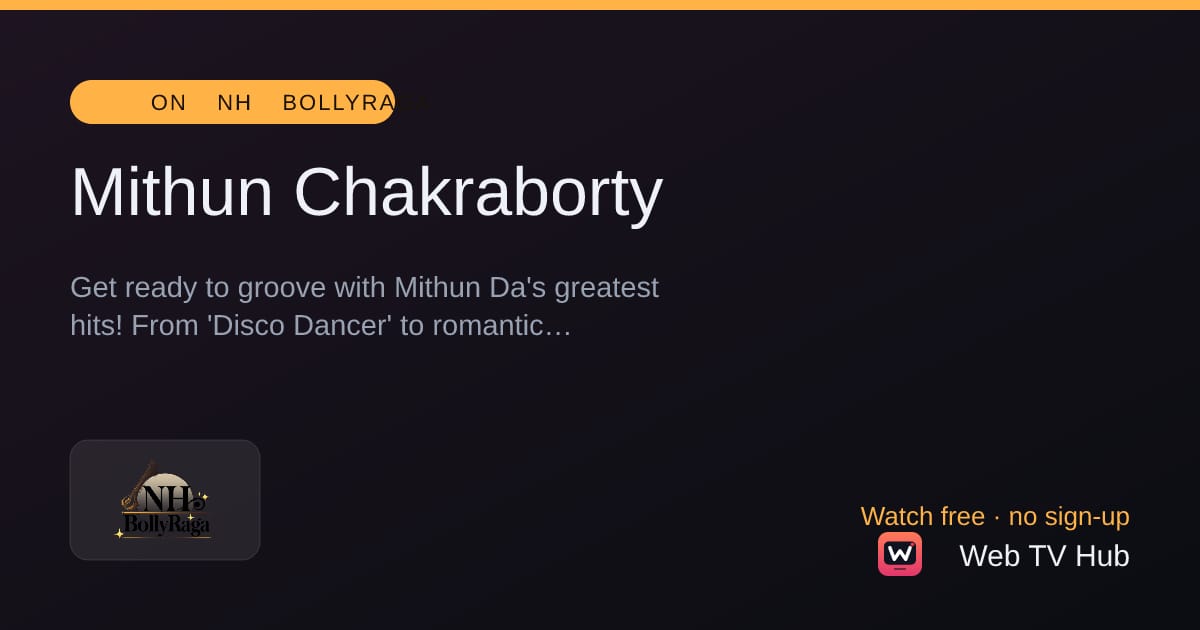 ON NH BOLLYRAGA
Mithun Chakraborty
Get ready to groove with Mithun Da's greatest
hits! From 'Disco Dancer' to romantic…
NH
BollyRaga
Watch free · no sign-up
W
Web TV Hub